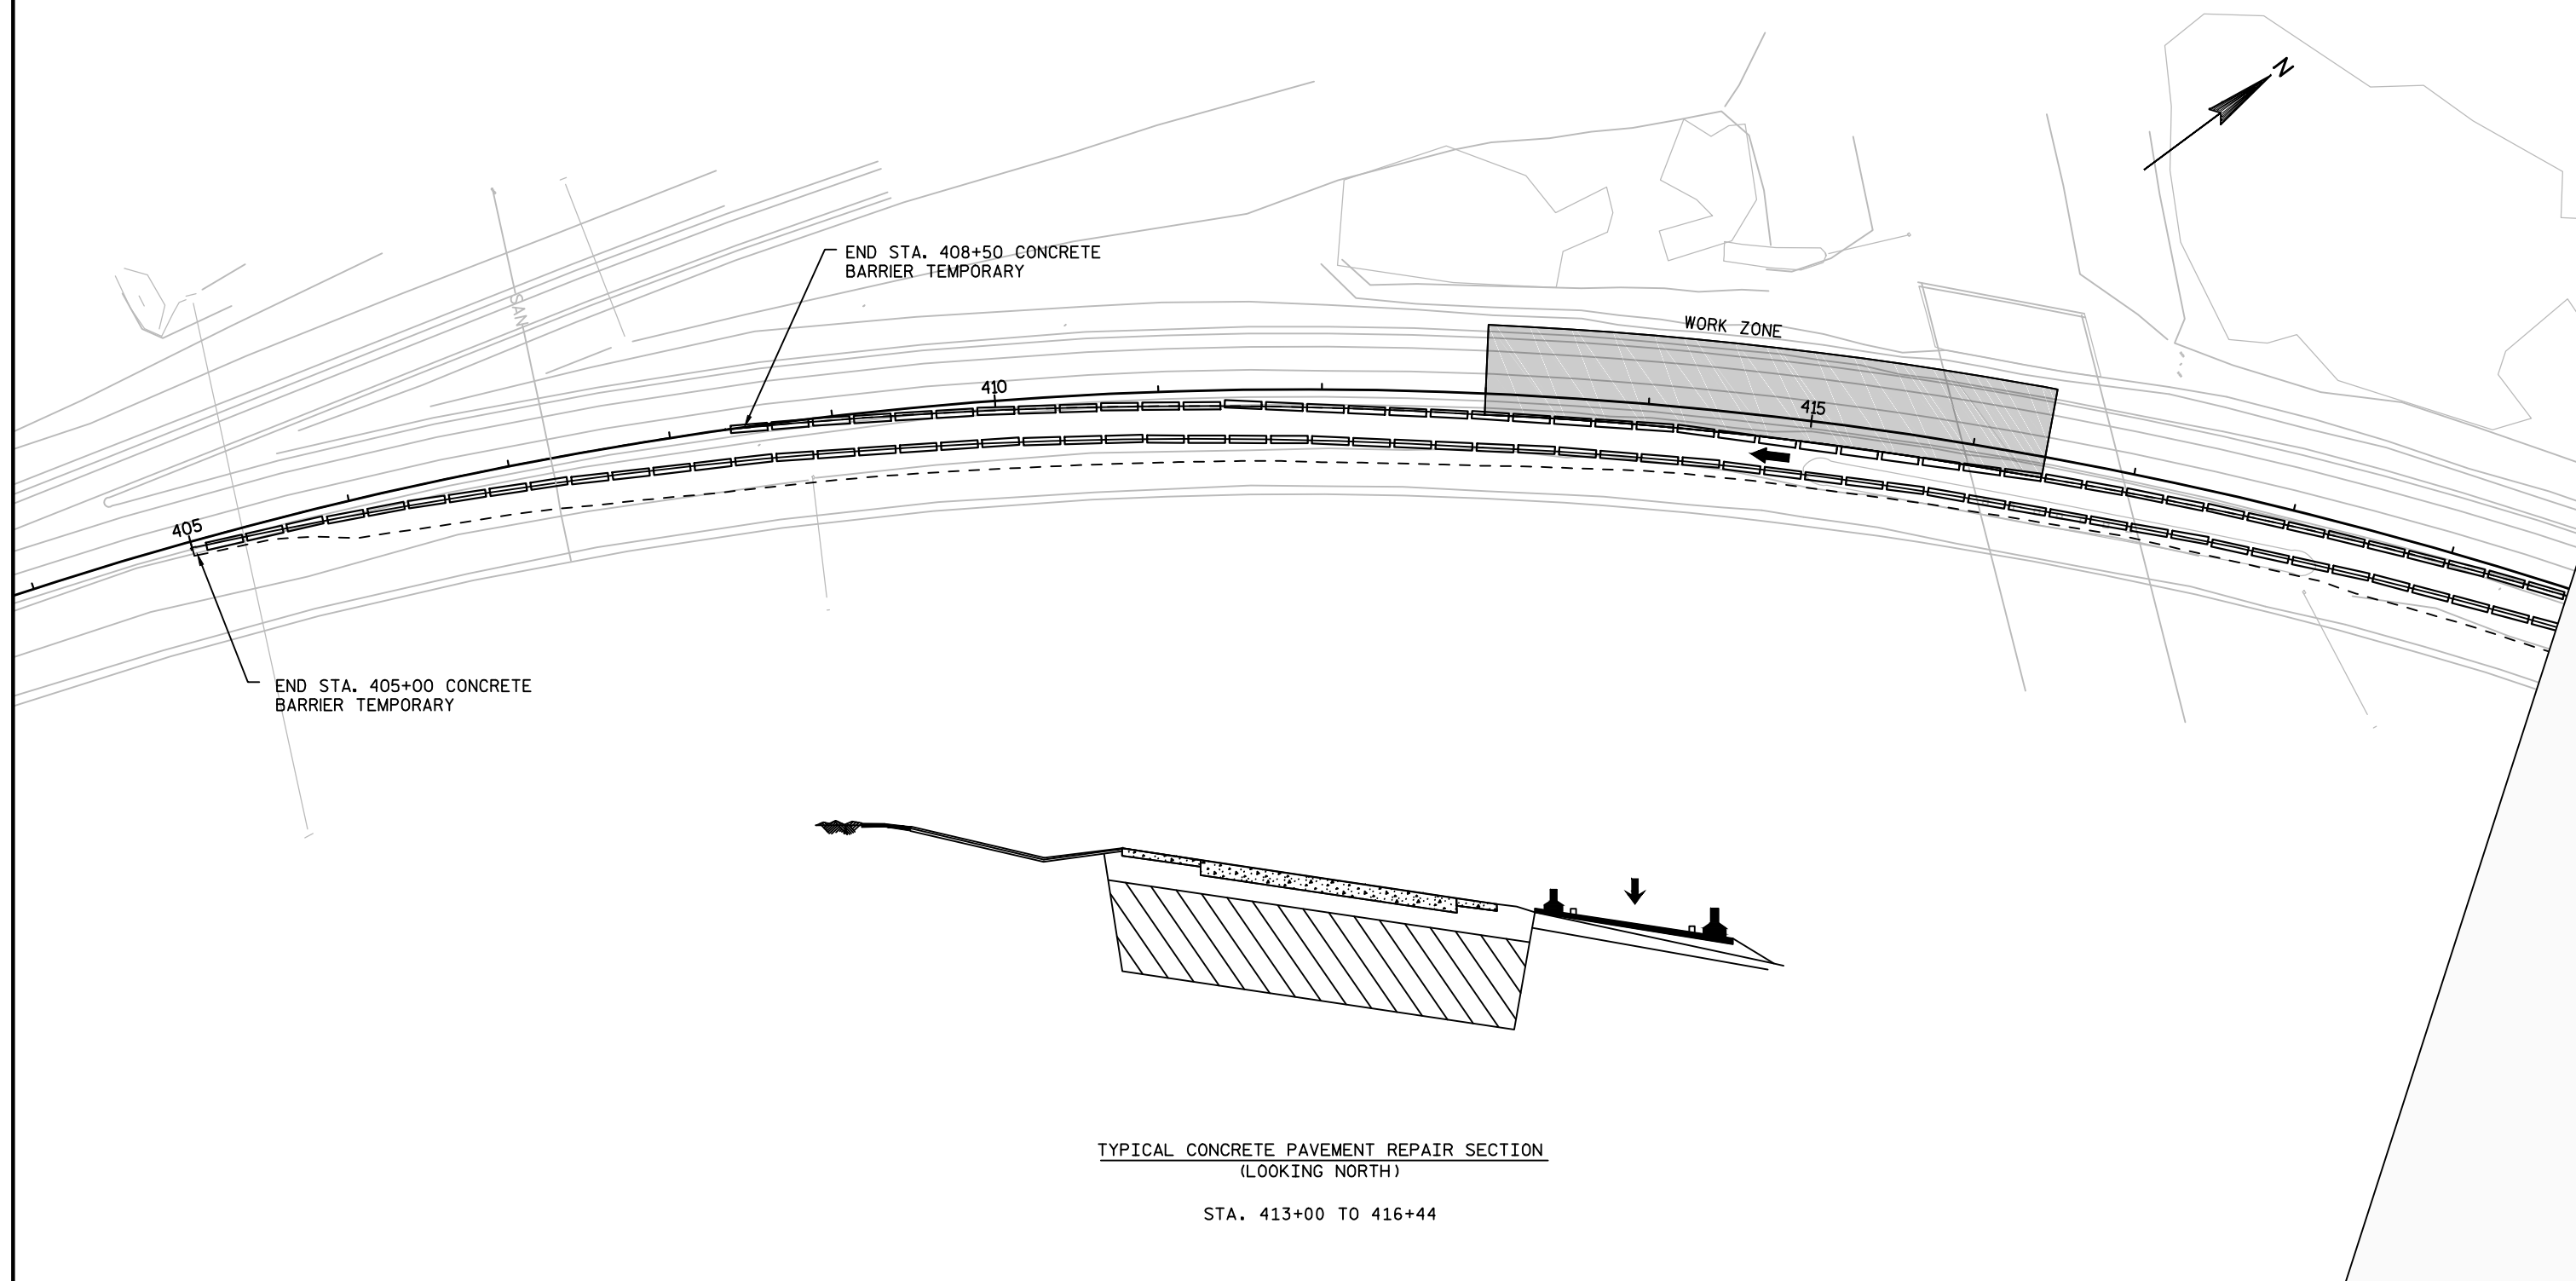 N
END STA. 408+50 CONCRETE
BARRIER TEMPORARY
SAN
WORK ZONE
410
415
405
END STA. 405+00 CONCRETE
BARRIER TEMPORARY
TYPICAL CONCRETE PAVEMENT REPAIR SECTION
(LOOKING NORTH)
STA. 413+00 TO 416+44